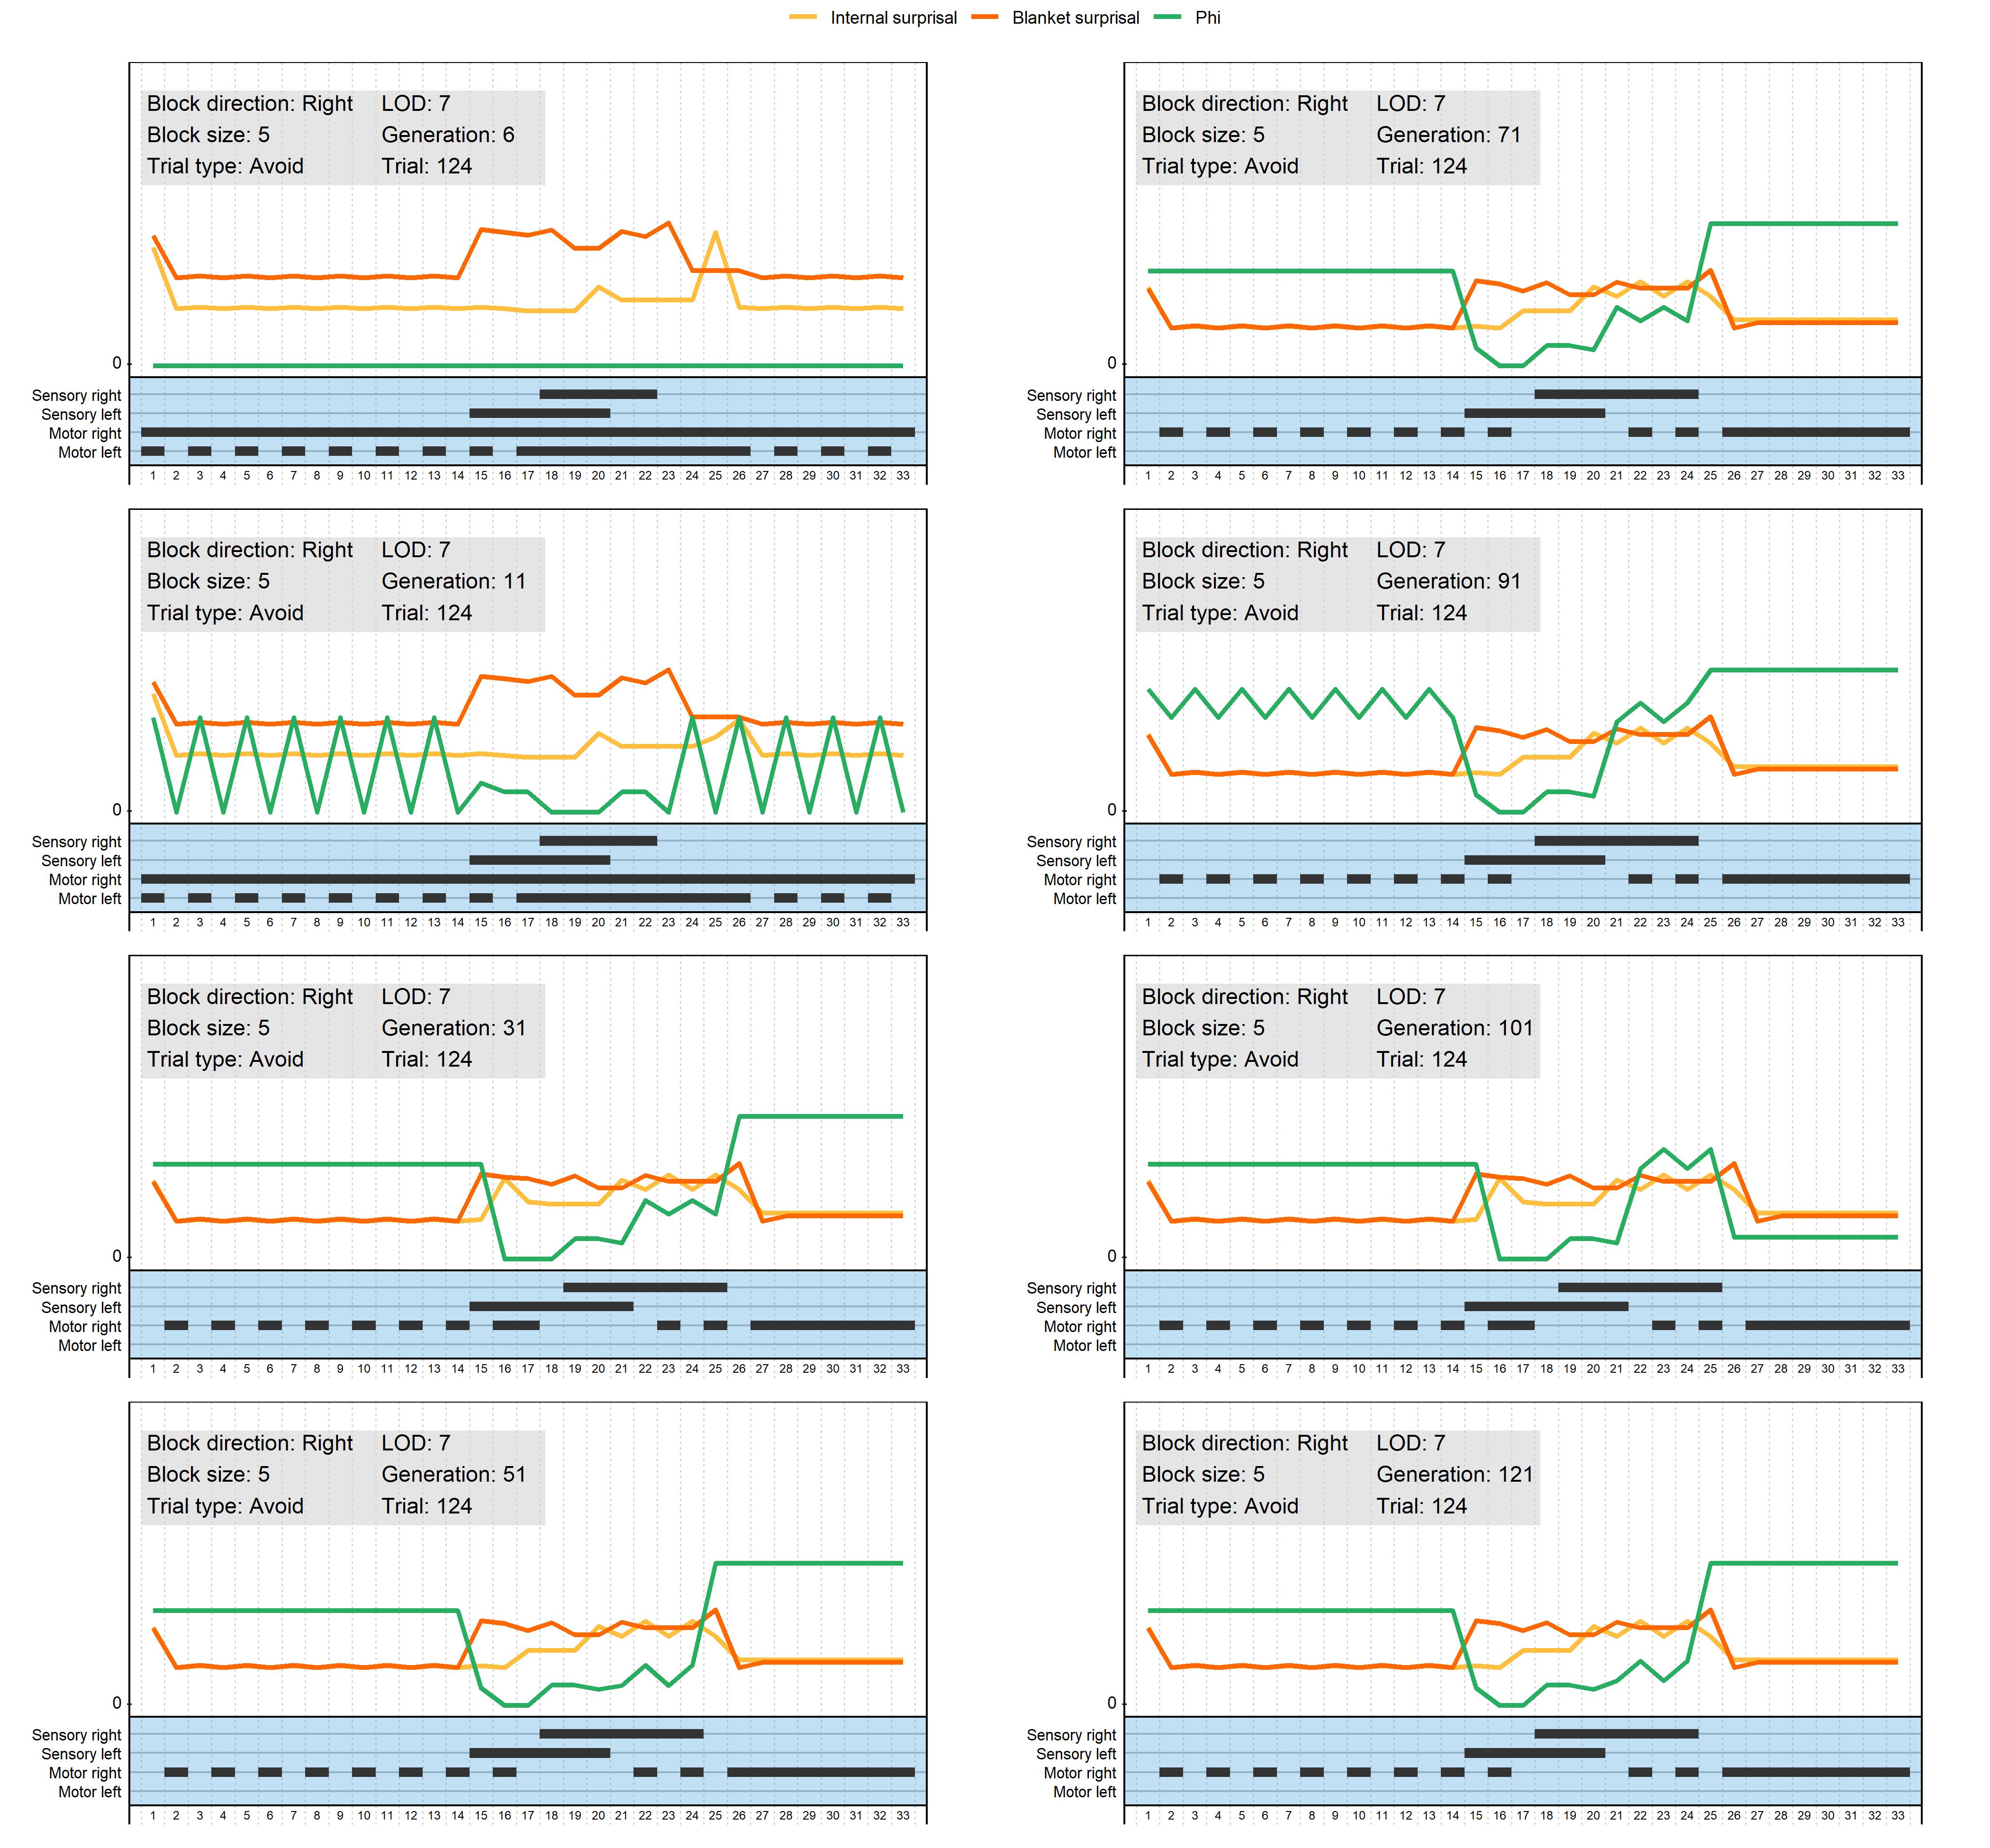 Internal surprisal Blanket surprisal Phi
Block direction: Right LOD: 7
Block size: 5 Generation: 6
Trial type: Avoid Trial: 124
0
Sensory right
Sensory left
Motor right
Motor left
1 2 3 4 5 6 7 8 9 10 11 12 13 14 15 16 17 18 19 20 21 22 23 24 25 26 27 28 29 30 31 32 33
Block direction: Right LOD: 7
Block size: 5 Generation: 71
Trial type: Avoid Trial: 124
0
Sensory right
Sensory left
Motor right
Motor left
1 2 3 4 5 6 7 8 9 10 11 12 13 14 15 16 17 18 19 20 21 22 23 24 25 26 27 28 29 30 31 32 33
Block direction: Right LOD: 7
Block size: 5 Generation: 11
Trial type: Avoid Trial: 124
0
Sensory right
Sensory left
Motor right
Motor left
1 2 3 4 5 6 7 8 9 10 11 12 13 14 15 16 17 18 19 20 21 22 23 24 25 26 27 28 29 30 31 32 33
Block direction: Right LOD: 7
Block size: 5 Generation: 91
Trial type: Avoid Trial: 124
0
Sensory right
Sensory left
Motor right
Motor left
1 2 3 4 5 6 7 8 9 10 11 12 13 14 15 16 17 18 19 20 21 22 23 24 25 26 27 28 29 30 31 32 33
Block direction: Right LOD: 7
Block size: 5 Generation: 31
Trial type: Avoid Trial: 124
0
Sensory right
Sensory left
Motor right
Motor left
1 2 3 4 5 6 7 8 9 10 11 12 13 14 15 16 17 18 19 20 21 22 23 24 25 26 27 28 29 30 31 32 33
Block direction: Right LOD: 7
Block size: 5 Generation: 101
Trial type: Avoid Trial: 124
0
Sensory right
Sensory left
Motor right
Motor left
1 2 3 4 5 6 7 8 9 10 11 12 13 14 15 16 17 18 19 20 21 22 23 24 25 26 27 28 29 30 31 32 33
Block direction: Right LOD: 7
Block size: 5 Generation: 51
Trial type: Avoid Trial: 124
0
Sensory right
Sensory left
Motor right
Motor left
1 2 3 4 5 6 7 8 9 10 11 12 13 14 15 16 17 18 19 20 21 22 23 24 25 26 27 28 29 30 31 32 33
Block direction: Right LOD: 7
Block size: 5 Generation: 121
Trial type: Avoid Trial: 124
0
Sensory right
Sensory left
Motor right
Motor left
1 2 3 4 5 6 7 8 9 10 11 12 13 14 15 16 17 18 19 20 21 22 23 24 25 26 27 28 29 30 31 32 33